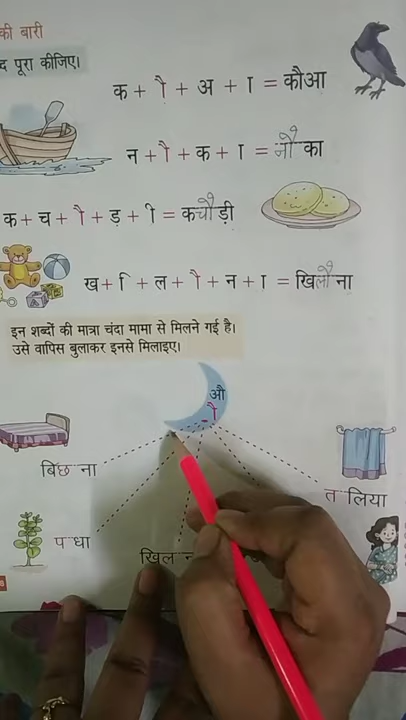 की बारी
द पूरा कीजिए।
क + ौ + अ + ा = कौआ
न + ौ + क + ा = नौका
क + च + ौ + ड़ + ी = कचौड़ी
ख + ि + ल + ौ + न + ा = खिलौना
इन शब्दों की मात्रा चंदा मामा से मिलने गई है।
उसे वापिस बुलाकर इनसे मिलाइए।
औ
ौ
बिछ ना
त लिया
प धा
खिल न